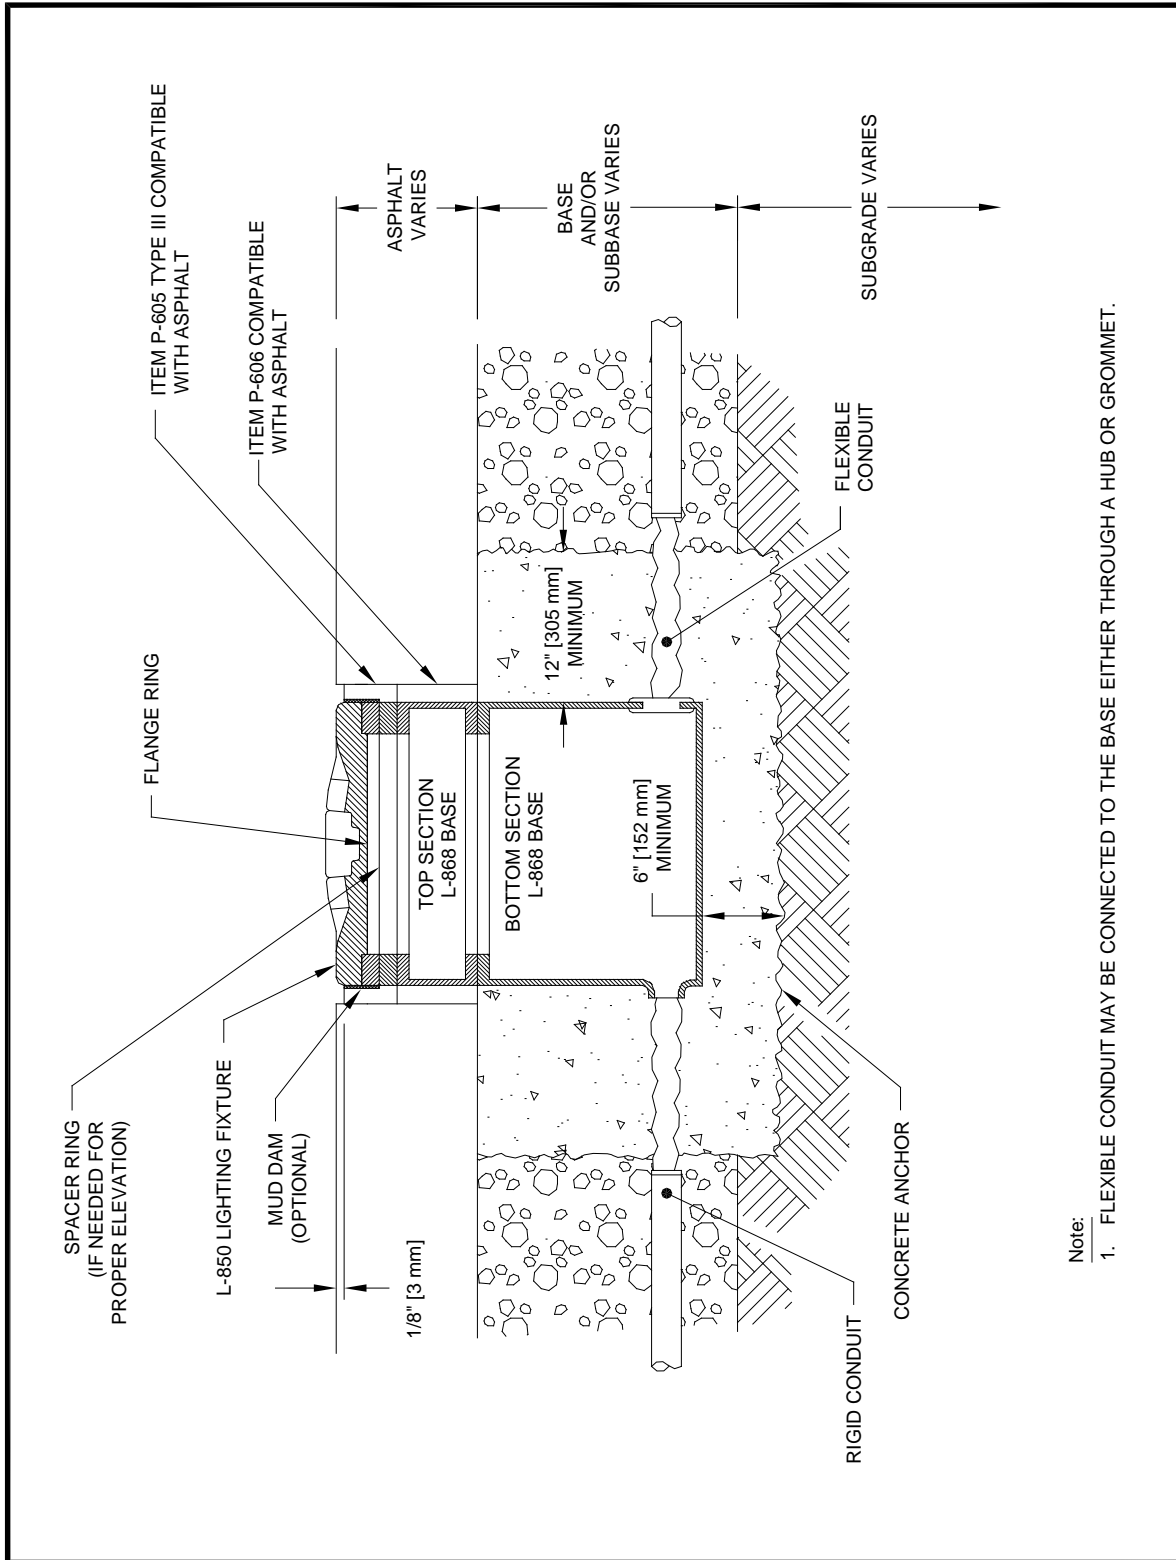 ITEM P-605 TYPE III COMPATIBLE
WITH ASPHALT
ITEM P-606 COMPATIBLE
WITH ASPHALT
FLANGE RING
SPACER RING
(IF NEEDED FOR
PROPER ELEVATION)
L-850 LIGHTING FIXTURE
MUD DAM
(OPTIONAL)
1/8" [3 mm]
ASPHALT
VARIES
TOP SECTION
L-868 BASE
BOTTOM SECTION
L-868 BASE
12" [305 mm]
MINIMUM
BASE
AND/OR
SUBBASE VARIES
6" [152 mm]
MINIMUM
SUBGRADE VARIES
FLEXIBLE
CONDUIT
RIGID CONDUIT
CONCRETE ANCHOR
Note:
1. FLEXIBLE CONDUIT MAY BE CONNECTED TO THE BASE EITHER THROUGH A HUB OR GROMMET.